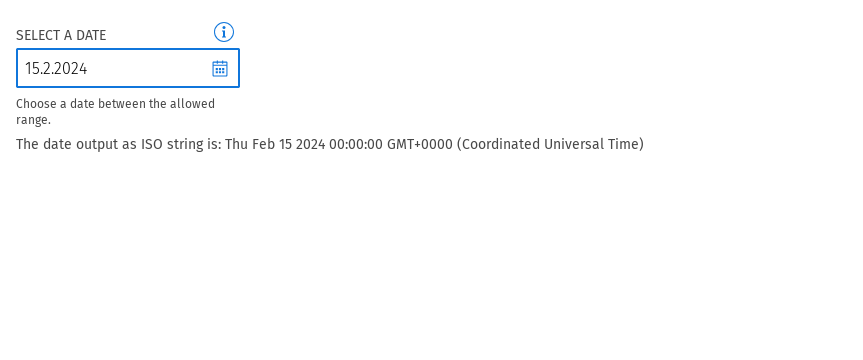 SELECT A DATE
15.2.2024
Choose a date between the allowed
range.
The date output as ISO string is: Thu Feb 15 2024 00:00:00 GMT+0000 (Coordinated Universal Time)